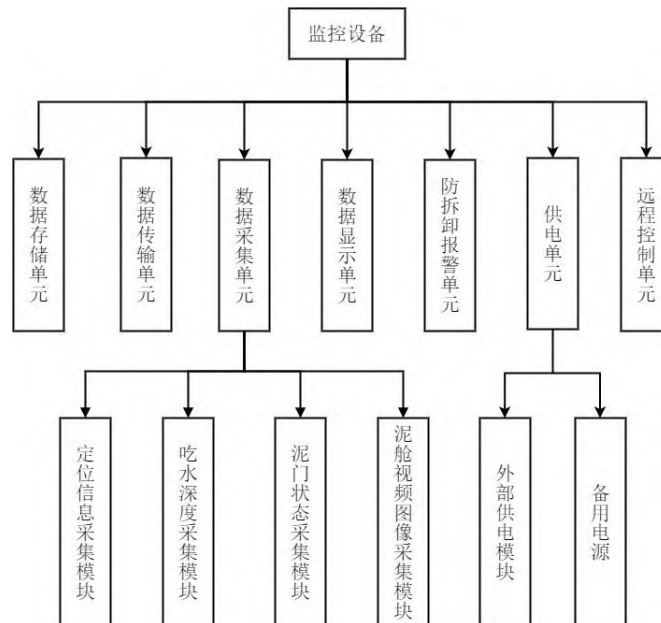 监控设备
数据存储单元
数据传输单元
数据采集单元
数据显示单元
防拆卸报警单元
供电单元
远程控制单元
定位信息采集模块
吃水深度采集模块
泥门状态采集模块
泥舱视频图像采集模块
外部供电模块
备用电源